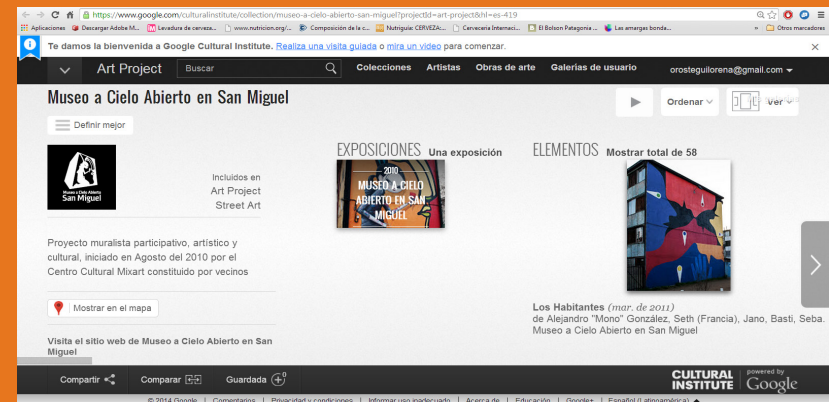 https://www.google.com/culturalinstitute/collection/museo-a-cielo-abierto-san-miguel?projectId=art-project&hl=es-419
Aplicaciones Descargar Adobe M... Levadura de cerveza... www.nutricion.org/... Composición de la c... Nutriguía: CERVEZA:... Cerveceria Internaci... El Bolson Patagonia ... Las amargas bonda... » Otros marcadores
Te damos la bienvenida a Google Cultural Institute. Realiza una visita guiada o mira un video para comenzar.
Art Project Buscar Colecciones Artistas Obras de arte Galerías de usuario orosteguilorena@gmail.com
Museo a Cielo Abierto en San Miguel
Ordenar Ver
Definir mejor
EXPOSICIONES Una exposición
ELEMENTOS Mostrar total de 58
2010
MUSEO A CIELO
ABIERTO EN SAN
MIGUEL
Museo a Cielo Abierto
San Miguel
Incluidos en
Art Project
Street Art
Proyecto muralista participativo, artístico y
cultural, iniciado en Agosto del 2010 por el
Centro Cultural Mixart constituido por vecinos
Mostrar en el mapa
Los Habitantes (mar. de 2011)
de Alejandro "Mono" González, Seth (Francia), Jano, Basti, Seba.
Museo a Cielo Abierto en San Miguel
Visita el sitio web de Museo a Cielo Abierto en San
Miguel
Compartir Comparar Guardada 0
CULTURAL
INSTITUTE
powered by
Google
© 2014 Google | Comentarios | Privacidad y condiciones | Informar uso inadecuado | Acerca de | Educación | Google+ | Español (Latinoamérica)